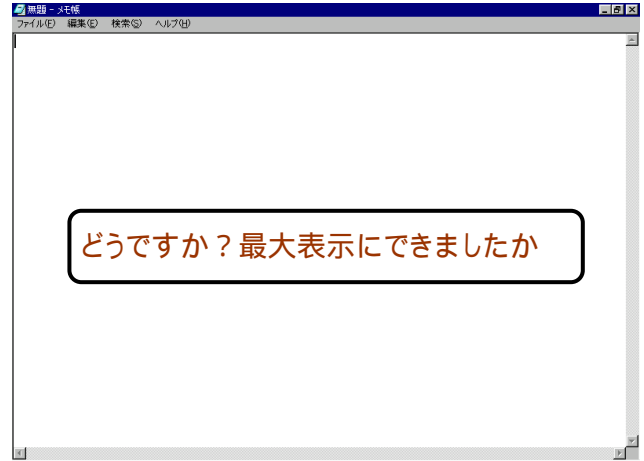 無題 - メモ帳
ファイル(F) 編集(E) 検索(S) ヘルプ(H)
どうですか？最大表示にできましたか